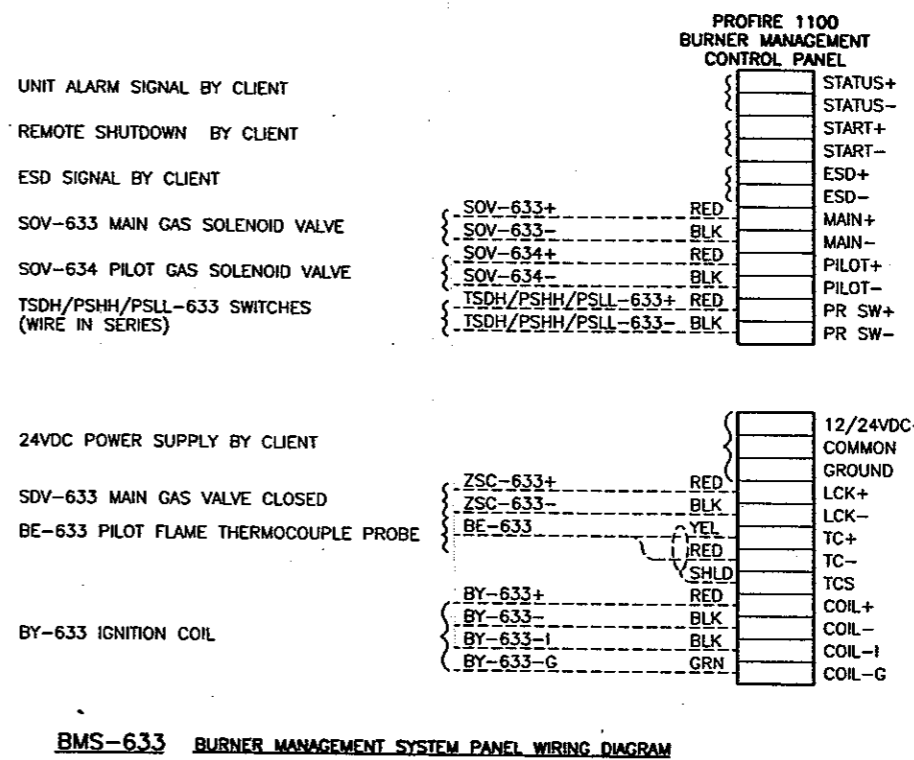 PROFIRE 1100
BURNER MANAGEMENT
CONTROL PANEL
UNIT ALARM SIGNAL BY CLIENT
STATUS+
STATUS-
REMOTE SHUTDOWN BY CLIENT
START+
START-
ESD SIGNAL BY CLIENT
ESD+
ESD-
SOV-633 MAIN GAS SOLENOID VALVE
SOV-633+ RED MAIN+
SOV-633- BLK MAIN-
SOV-634 PILOT GAS SOLENOID VALVE
SOV-634+ RED PILOT+
SOV-634- BLK PILOT-
TSDH/PSHH/PSLL-633 SWITCHES
(WIRE IN SERIES)
TSDH/PSHH/PSLL-633+ RED PR SW+
TSDH/PSHH/PSLL-633- BLK PR SW-
24VDC POWER SUPPLY BY CLIENT
12/24VDC+
COMMON
GROUND
SDV-633 MAIN GAS VALVE CLOSED
ZSC-633+ RED LCK+
ZSC-633- BLK LCK-
BE-633 PILOT FLAME THERMOCOUPLE PROBE
BE-633 YEL TC+
RED TC-
SHLD TCS
BY-633 IGNITION COIL
BY-633+ RED COIL+
BY-633- BLK COIL-
BY-633-I BLK COIL-I
BY-633-G GRN COIL-G
BMS-633 BURNER MANAGEMENT SYSTEM PANEL WIRING DIAGRAM